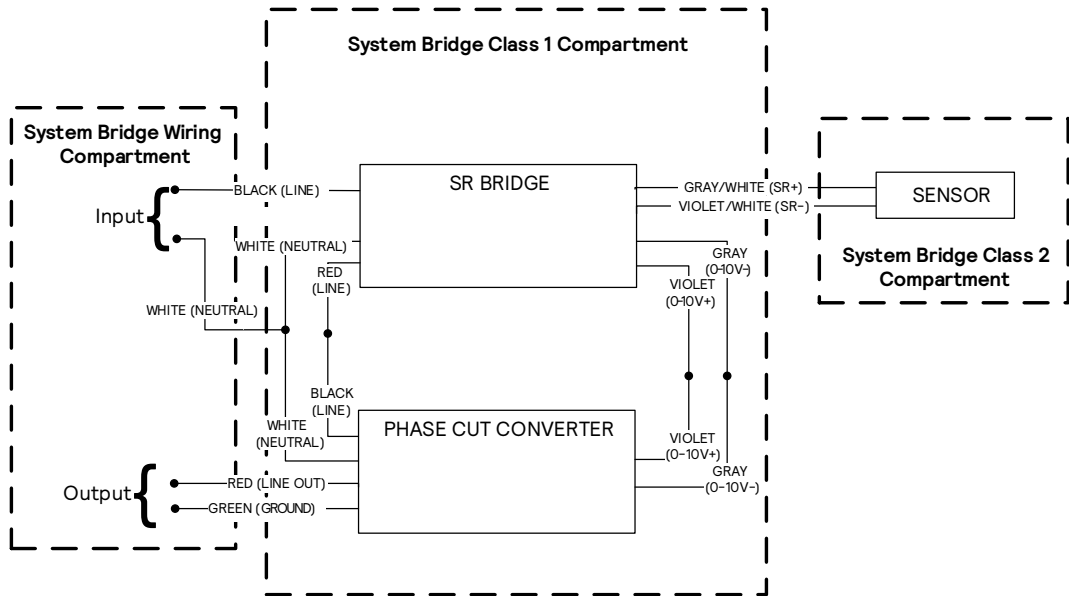 System Bridge Class 1 Compartment
System Bridge Wiring
Compartment
Input
BLACK (LINE)
WHITE (NEUTRAL)
WHITE (NEUTRAL)
RED
(LINE)
SR BRIDGE
GRAY/WHITE (SR+)
VIOLET/WHITE (SR-)
GRAY
(0-10V-)
VIOLET
(0-10V+)
SENSOR
System Bridge Class 2
Compartment
BLACK
(LINE)
WHITE
(NEUTRAL)
PHASE CUT CONVERTER
VIOLET
(0-10V+)
GRAY
(0-10V-)
Output
RED (LINE OUT)
GREEN (GROUND)